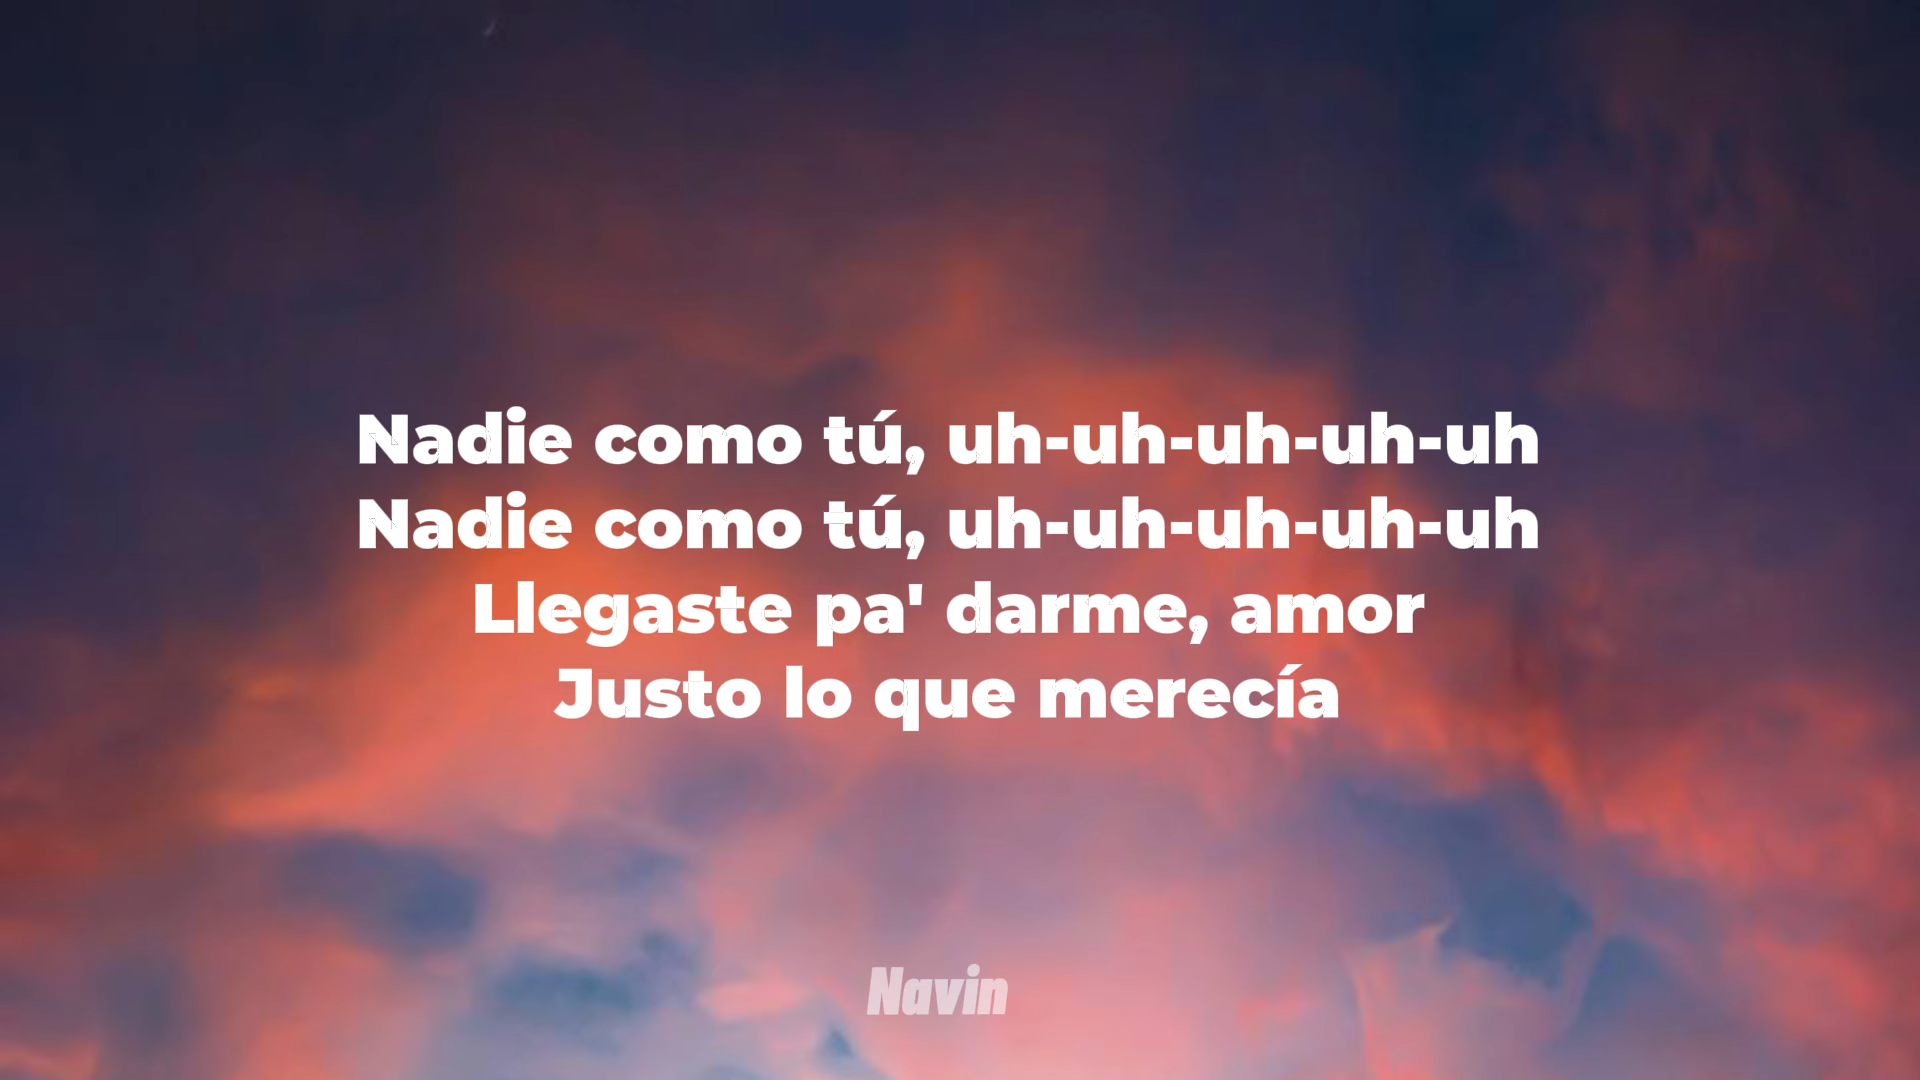 Nadie como tú, uh-uh-uh-uh-uh
Nadie como tú, uh-uh-uh-uh-uh
Llegaste pa' darme, amor
Justo lo que merecía
Navin